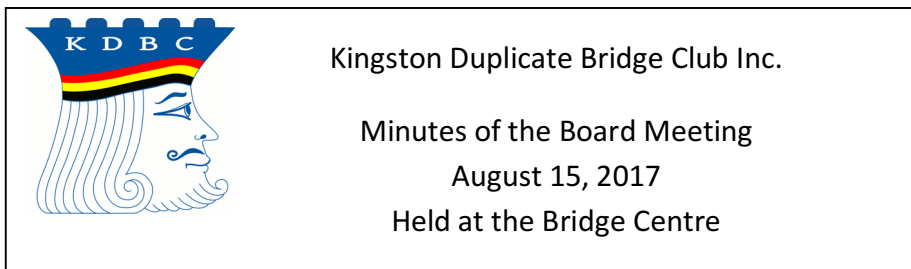 K D B C
Kingston Duplicate Bridge Club Inc.
Minutes of the Board Meeting
August 15, 2017
Held at the Bridge Centre